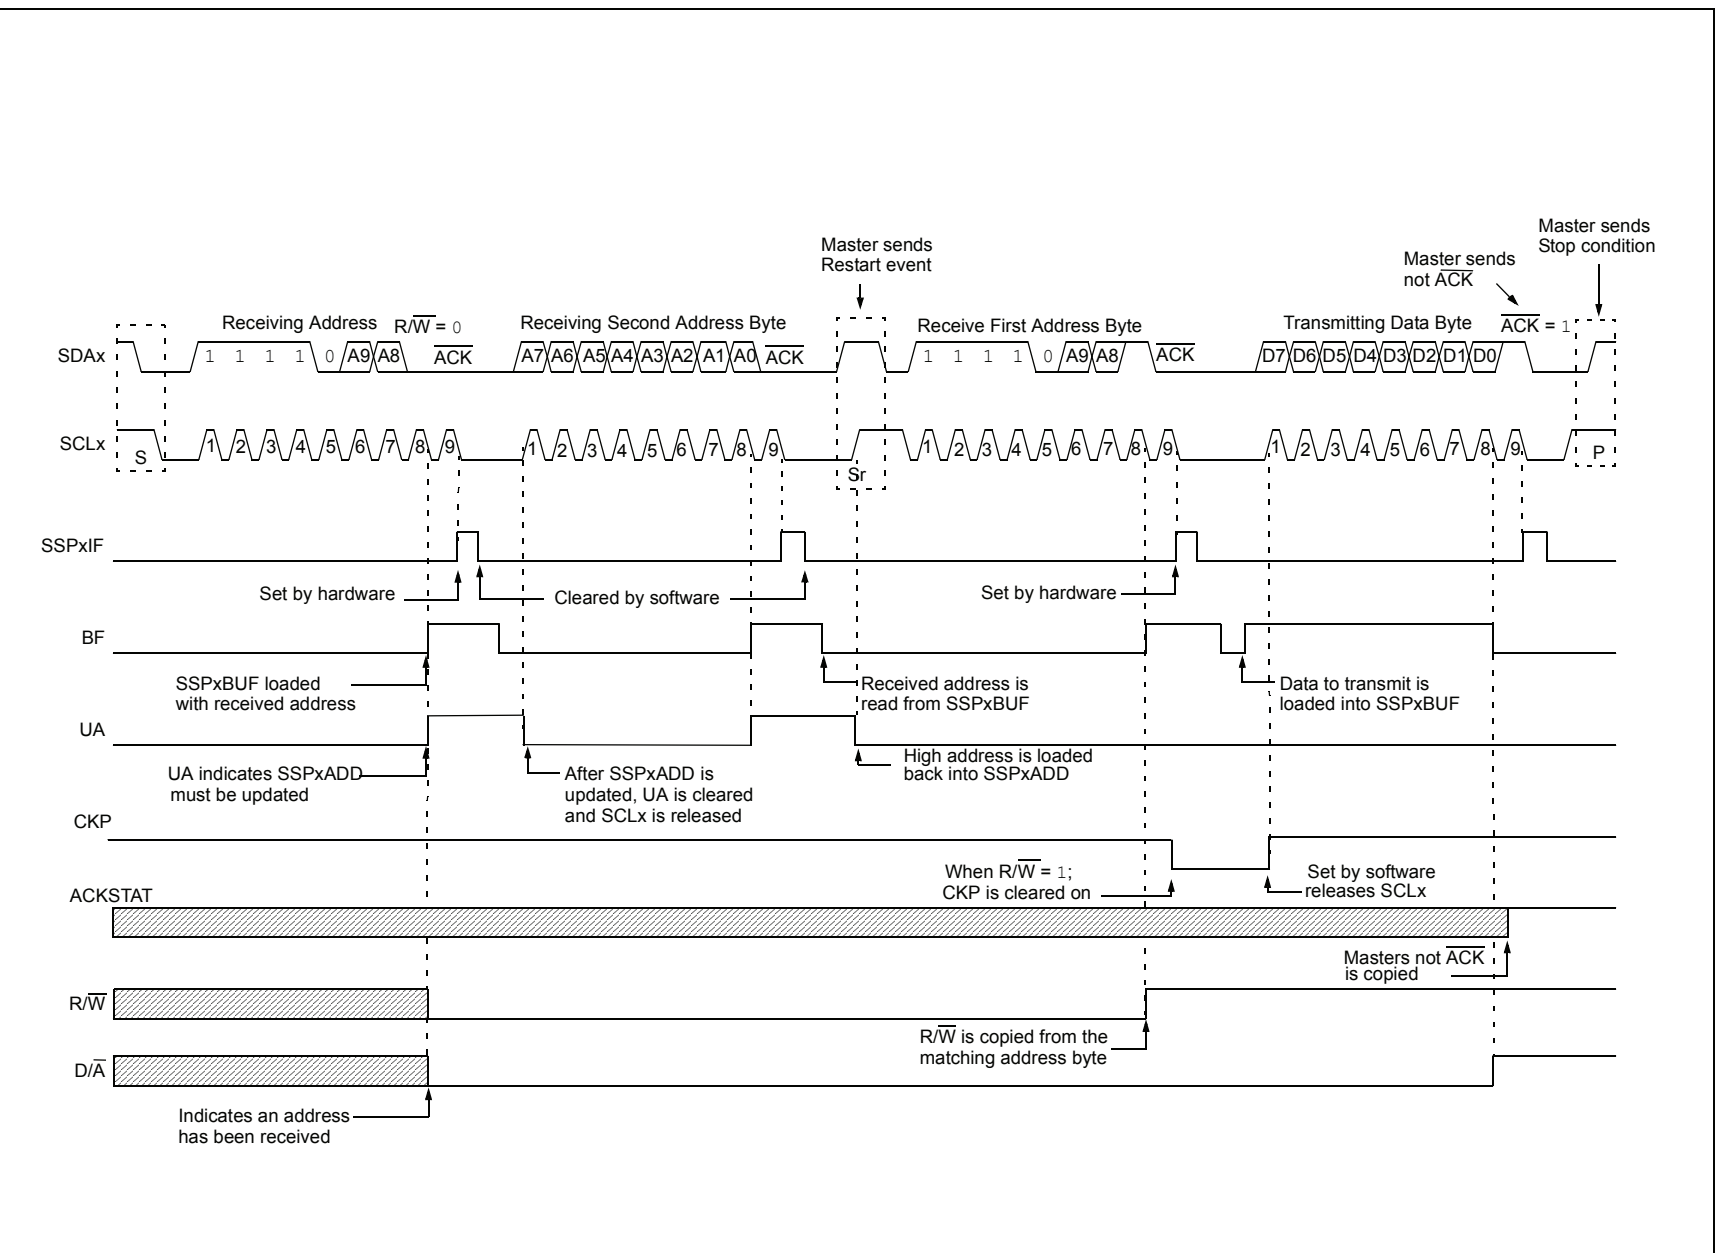 Master sends
Stop condition
Master sends
Restart event
Master sends
not ACK
Receiving Address R/W = 0
Receiving Second Address Byte
Receive First Address Byte
Transmitting Data Byte
ACK = 1
SDAx
1 1 1 1 0 A9 A8 ACK
A7 A6 A5 A4 A3 A2 A1 A0 ACK
1 1 1 1 0 A9 A8 ACK
D7 D6 D5 D4 D3 D2 D1 D0
SCLx
S
1 2 3 4 5 6 7 8 9
1 2 3 4 5 6 7 8 9
Sr
1 2 3 4 5 6 7 8 9
1 2 3 4 5 6 7 8 9
P
SSPxIF
Set by hardware
Cleared by software
Set by hardware
BF
SSPxBUF loaded
with received address
Received address is
read from SSPxBUF
Data to transmit is
loaded into SSPxBUF
UA
UA indicates SSPxADD
must be updated
After SSPxADD is
updated, UA is cleared
and SCLx is released
High address is loaded
back into SSPxADD
CKP
When R/W = 1;
CKP is cleared on
Set by software
releases SCLx
ACKSTAT
Masters not ACK
is copied
R/W
R/W is copied from the
matching address byte
D/A
Indicates an address
has been received